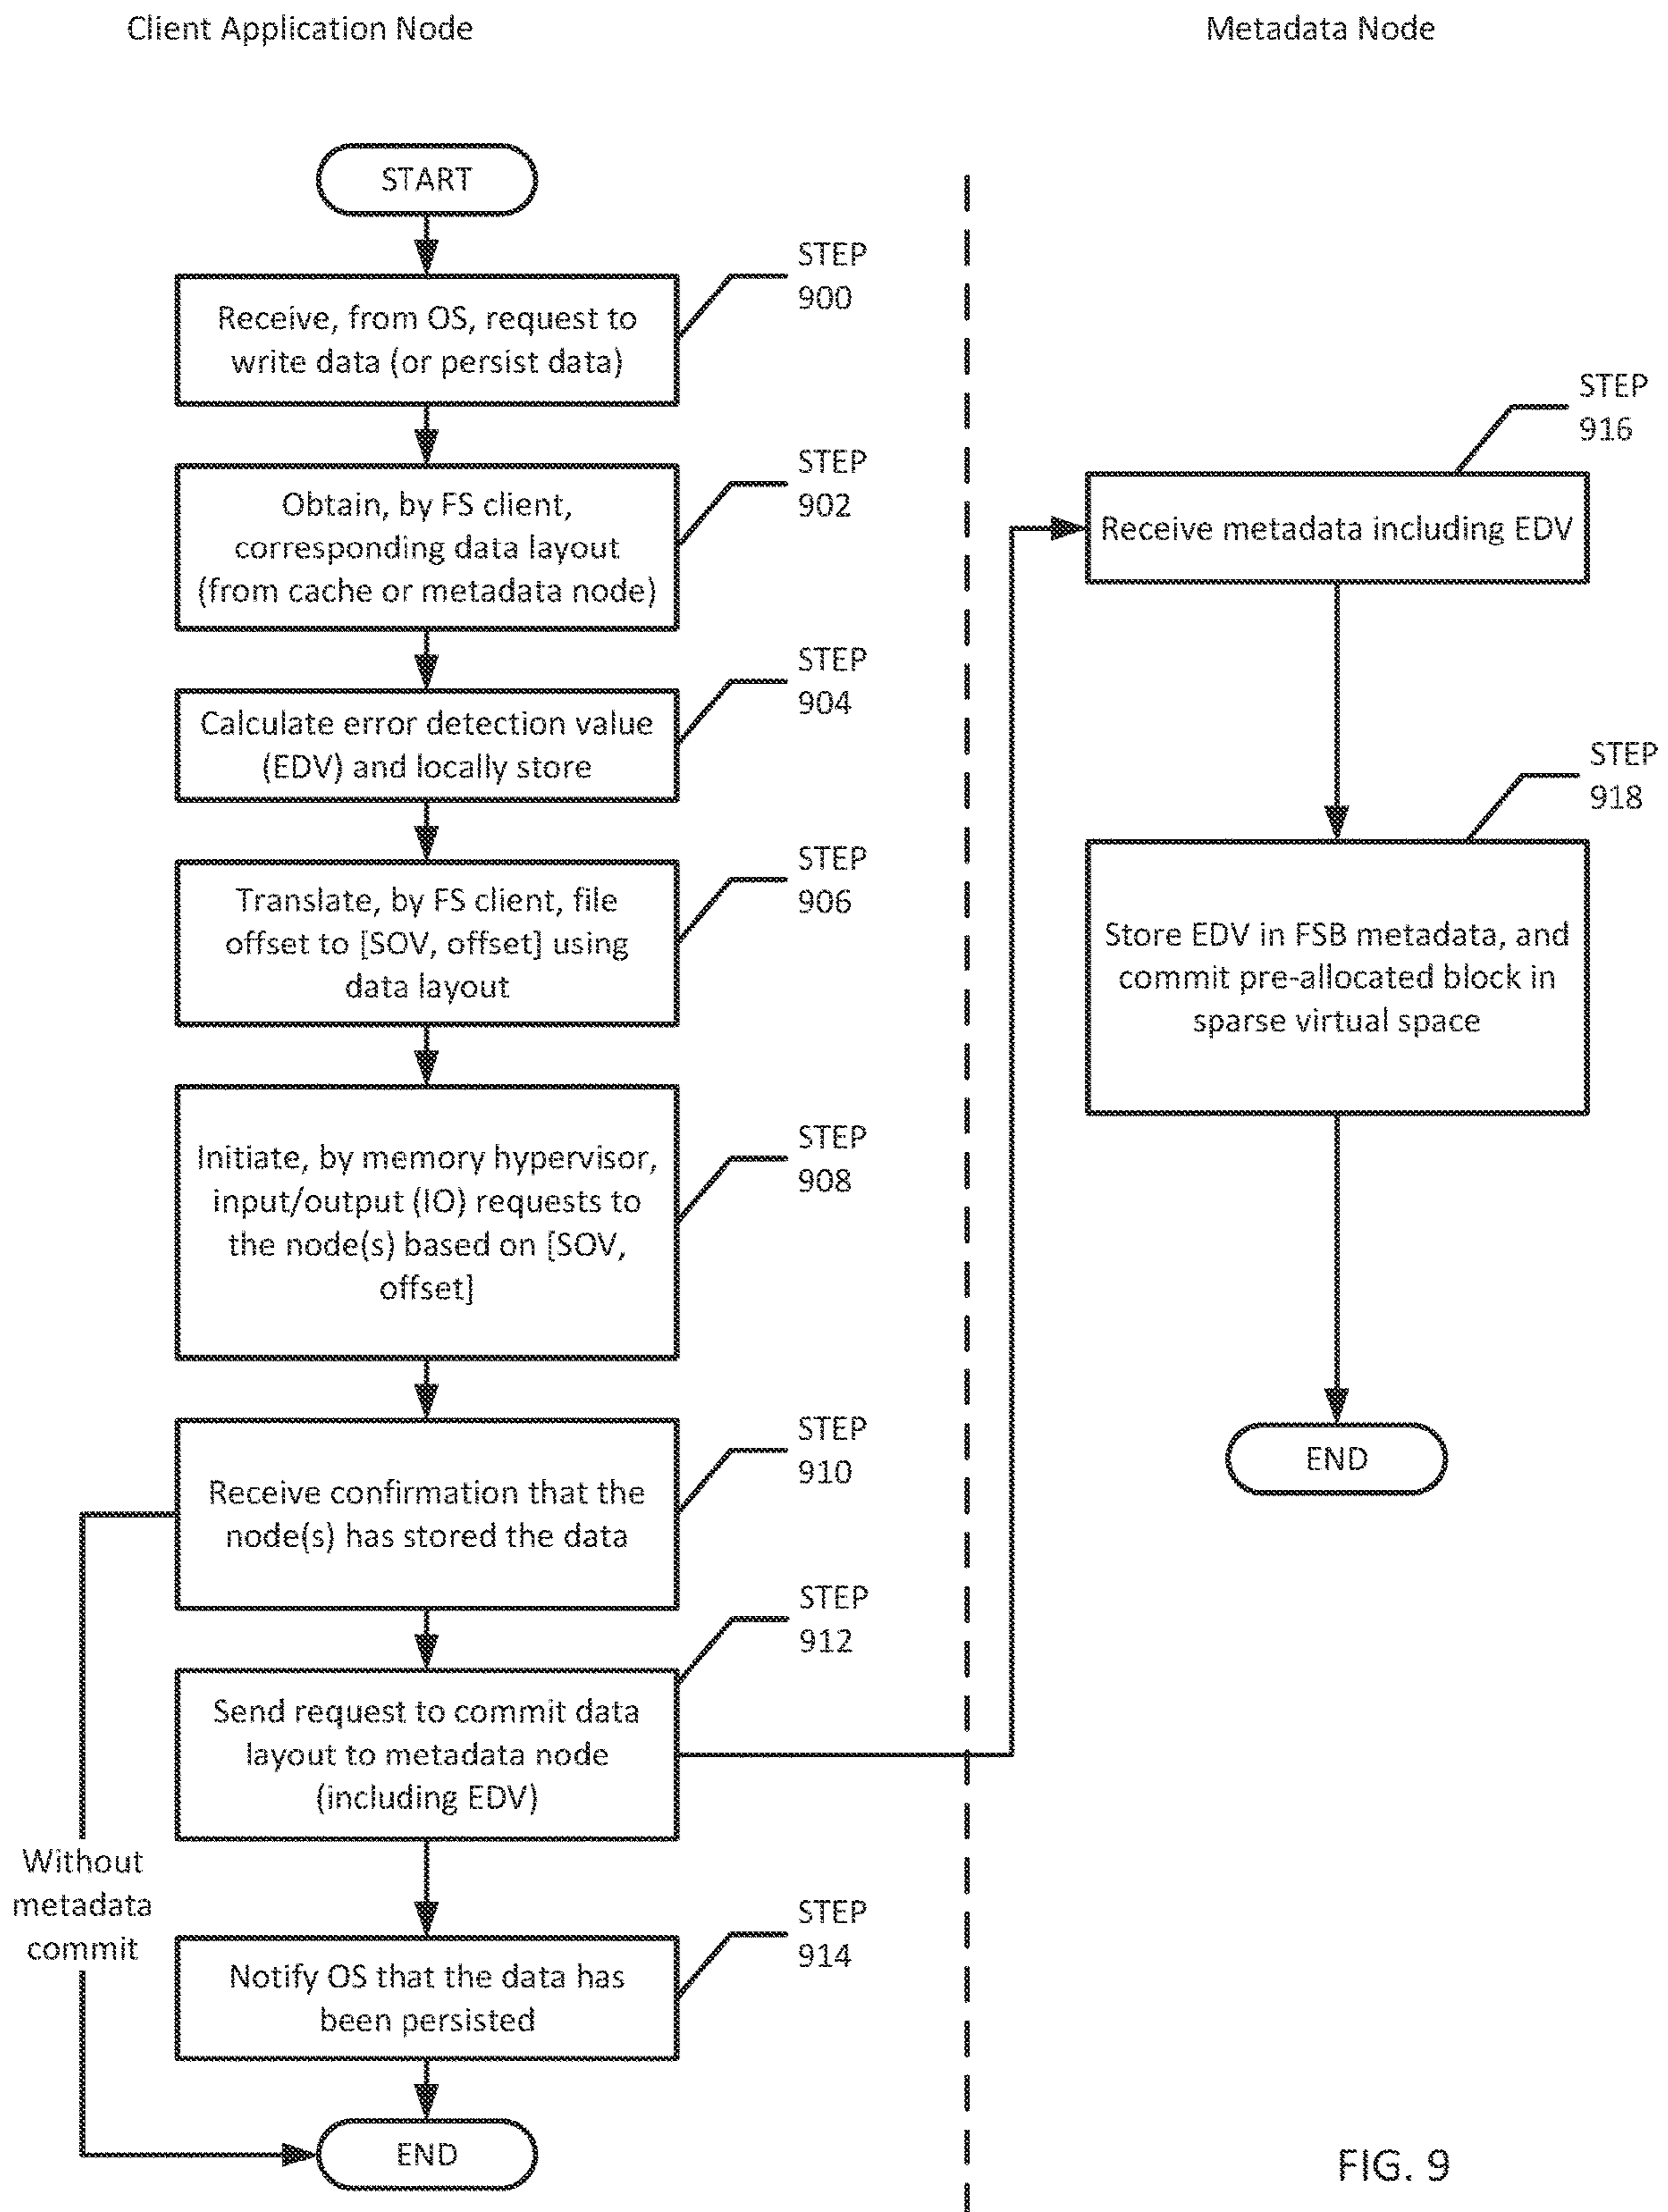 Client Application Node
Metadata Node
START
STEP
900
Receive, from OS, request to
write data (or persist data)
STEP
902
Obtain, by FS client,
corresponding data layout
(from cache or metadata node)
STEP
904
Calculate error detection value
(EDV) and locally store
STEP
906
Translate, by FS client, file
offset to [SOV, offset] using
data layout
STEP
908
Initiate, by memory hypervisor,
input/output (IO) requests to
the node(s) based on [SOV,
offset]
STEP
910
Receive confirmation that the
node(s) has stored the data
STEP
912
Send request to commit data
layout to metadata node
(including EDV)
Without
metadata
commit
STEP
914
Notify OS that the data has
been persisted
END
STEP
916
Receive metadata including EDV
STEP
918
Store EDV in FSB metadata, and
commit pre-allocated block in
sparse virtual space
END
FIG. 9